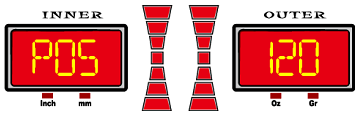 INNER
OUTER
POS
120
Inch mm
Oz Gr